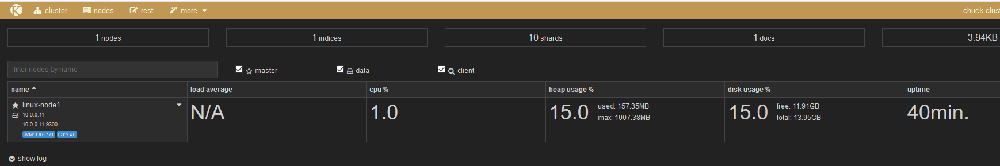 cluster nodes rest more chuck-clust
1 nodes 1 indices 10 shards 1 docs 3.94KB
filter nodes by name master data client
name load average cpu % heap usage % disk usage % uptime
linux-node1
10.0.0.11
10.0.0.11:9300
JVM: 1.8.0_171 ES: 2.4.6
N/A
1.0
15.0
used: 157.35MB
max: 1007.38MB
15.0
free: 11.91GB
total: 13.95GB
40min.
show log